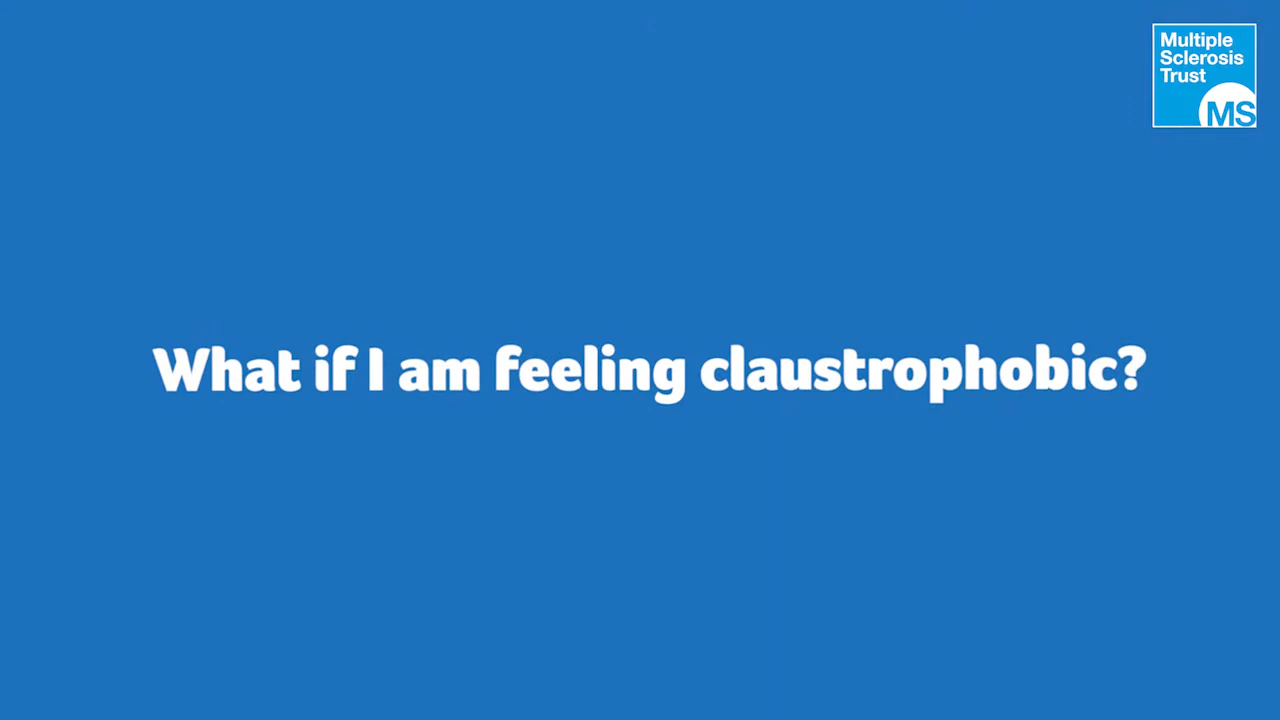 Multiple
Sclerosis
Trust
MS
What if I am feeling claustrophobic?